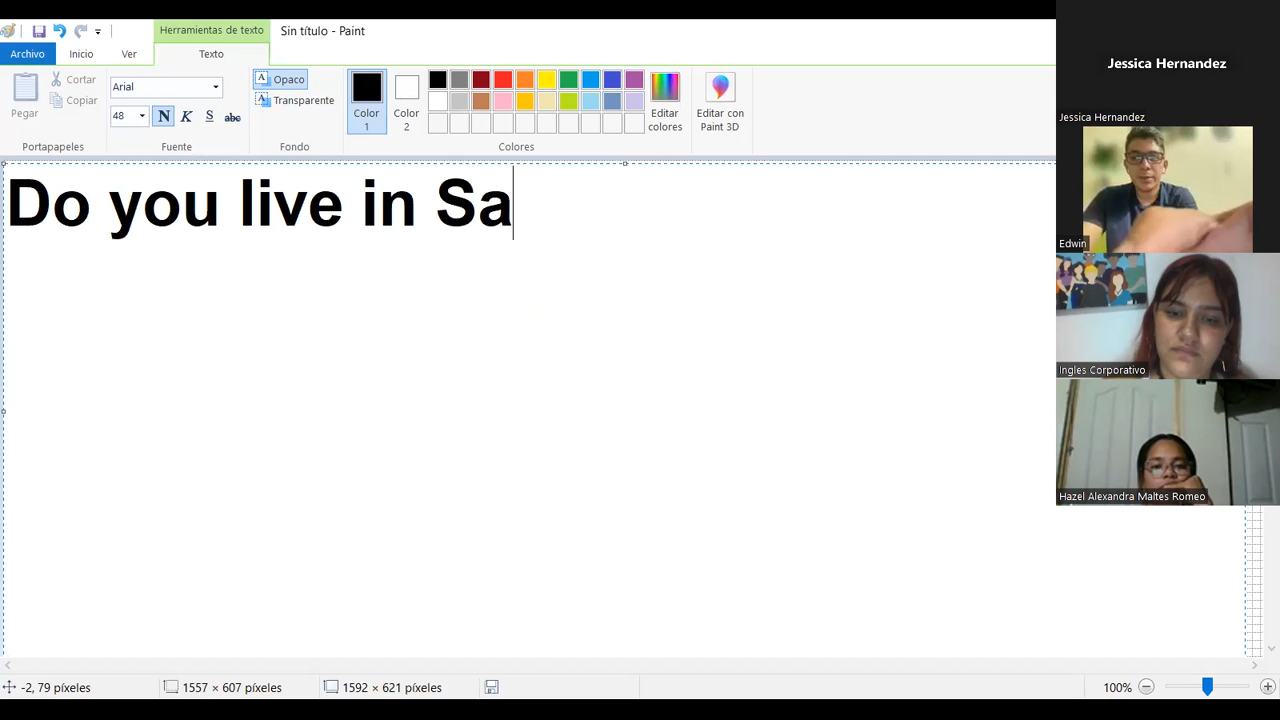 Herramientas de texto
Sin título - Paint
Archivo
Inicio
Ver
Texto
Pegar
Cortar
Copiar
Portapapeles
Arial
48
N K S abc
Fuente
Opaco
Transparente
Fondo
Color 1
Color 2
Editar colores
Editar con Paint 3D
Colores
Do you live in Sa
Jessica Hernandez
Jessica Hernandez
Edwin
Ingles Corporativo
Hazel Alexandra Maltes Romeo
-2, 79 píxeles
1557 × 607 píxeles
1592 × 621 píxeles
100%